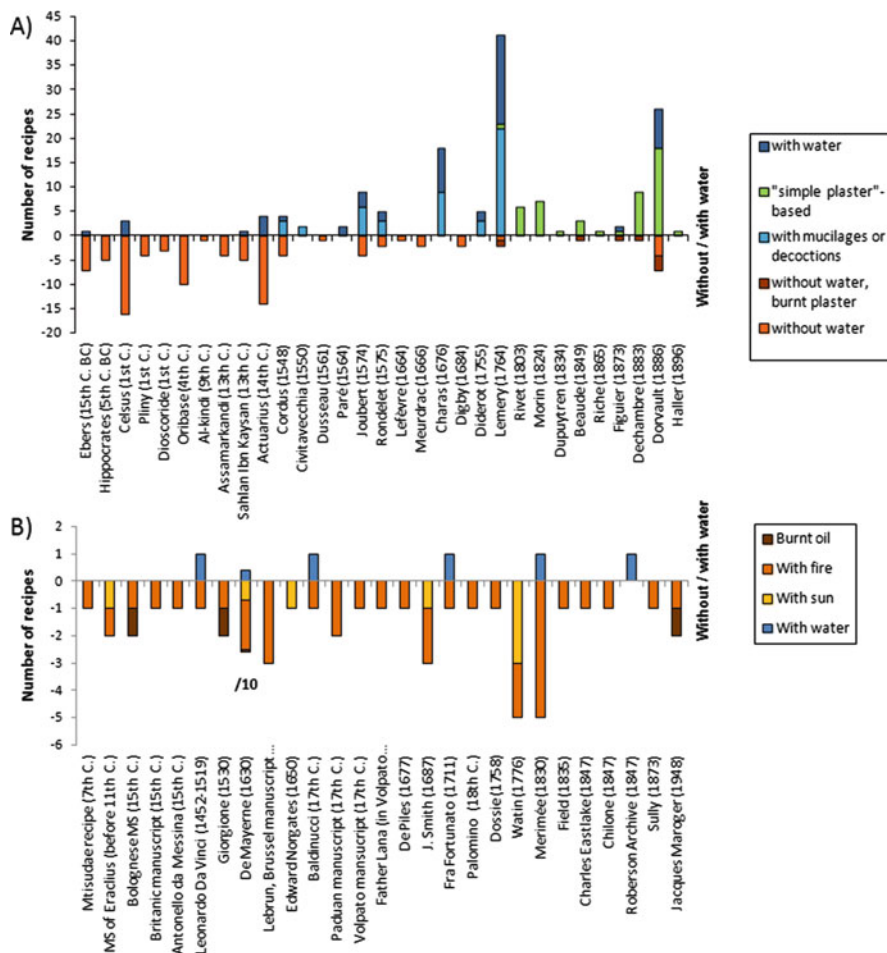 A)
Number of recipes
45
40
35
30
25
20
15
10
5
0
-5
-10
-15
-20
Without / with water
with water
"simple plaster"-
based
with mucilages or
decoctions
without water,
burnt plaster
without water
Ebers (15th C. BC)
Hippocrates (5th C. BC)
Celsus (1st C.)
Pliny (1st C.)
Dioscoride (1st C.)
Oribase (4th C.)
Al-kindi (9th C.)
Assamarkandi (13th C.)
Sahlan Ibn Kaysan (13th C.)
Actuarius (14th C.)
Cordus (1548)
Civitavecchia (1550)
Dusseau (1561)
Paré (1564)
Joubert (1574)
Rondelet (1575)
Lefèvre (1664)
Meurdrac (1666)
Charas (1676)
Digby (1684)
Diderot (1755)
Lemery (1764)
Rivet (1803)
Morin (1824)
Dupuytren (1834)
Beaude (1849)
Riche (1865)
Figuier (1873)
Dechambre (1883)
Dorvault (1886)
Haller (1896)
B)
Number of recipes
2
1
0
-1
-2
-3
-4
-5
-6
/10
Without / with water
Burnt oil
With fire
With sun
With water
Mtisudae recipe (7th C.)
MS of Eraclius (before 11th C.)
Bolognese MS (15th C.)
Britanic manuscript (15th C.)
Antonello da Messina (15th C.)
Leonardo Da Vinci (1452-1519)
Giorgione (1530)
De Mayerne (1630)
Lebrun, Brussel manuscript...
Edward Norgates (1650)
Baldinucci (17th C.)
Paduan manuscript (17th C.)
Volpato mansucript (17th C.)
Father Lana (in Volpato...
De Piles (1677)
J. Smith (1687)
Fra Fortunato (1711)
Palomino (18th C.)
Dossie (1758)
Watin (1776)
Merimée (1830)
Field (1835)
Charles Eastlake (1847)
Chilone (1847)
Roberson Archive (1847)
Sully (1873)
Jacques Maroger (1948)